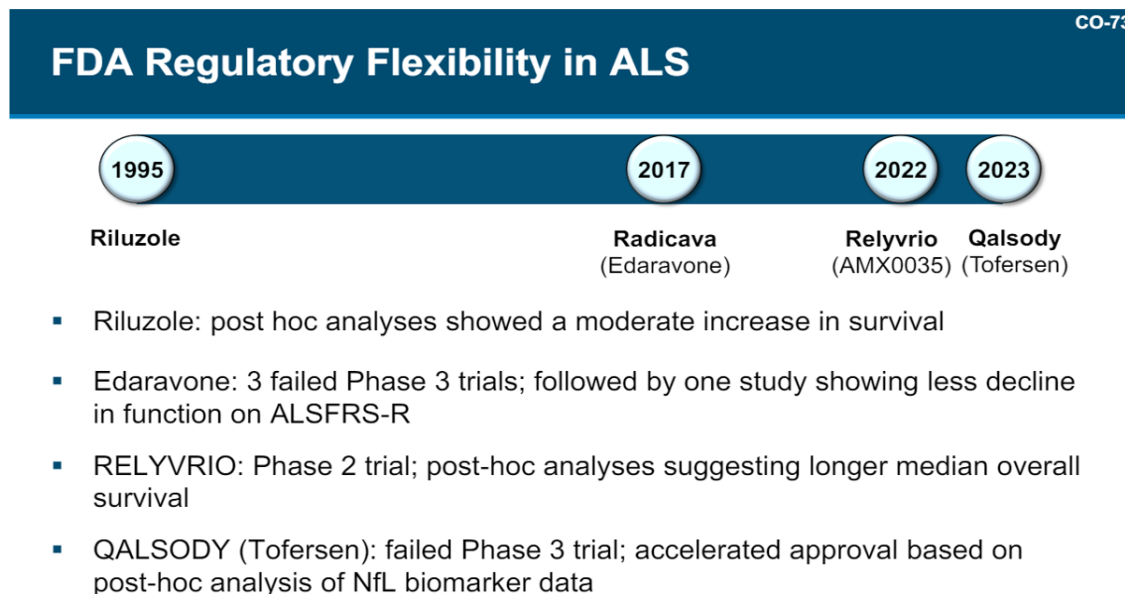 CO-73
FDA Regulatory Flexibility in ALS
1995
2017
2022
2023
Riluzole
Radicava
(Edaravone)
Relyvrio
(AMX0035)
Qalsody
(Tofersen)
▪ Riluzole: post hoc analyses showed a moderate increase in survival
▪ Edaravone: 3 failed Phase 3 trials; followed by one study showing less decline
in function on ALSFRS-R
▪ RELYVRIO: Phase 2 trial; post-hoc analyses suggesting longer median overall
survival
▪ QALSODY (Tofersen): failed Phase 3 trial; accelerated approval based on
post-hoc analysis of NfL biomarker data